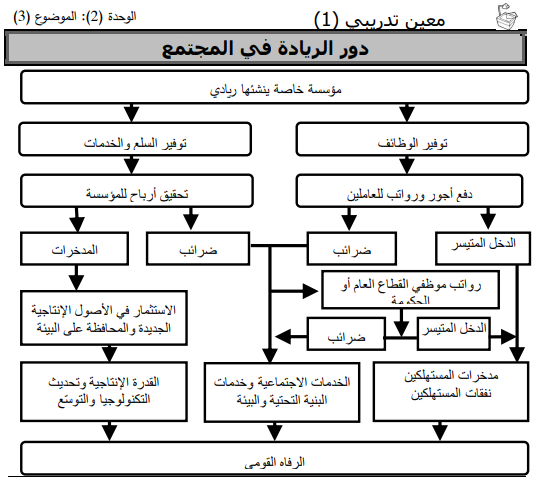 معين تدريبي (1)
الوحدة (2): الموضوع (3)
دور الريادة في المجتمع
مؤسسة خاصة ينشئها ريادي
توفير الوظائف
توفير السلع والخدمات
دفع أجور ورواتب للعاملين
تحقيق أرباح للمؤسسة
الدخل المتيسر
ضرائب
ضرائب
المدخرات
رواتب موظفي القطاع العام أو
الحكومة
الاستثمار في الأصول الإنتاجية
الجديدة والمحافظة على البيئة
الدخل المتيسر
ضرائب
مدخرات المستهلكين
نفقات المستهلكين
الخدمات الاجتماعية وخدمات
البنية التحتية والبيئة
القدرة الإنتاجية وتحديث
التكنولوجيا والتوسّع
الرفاه القومي